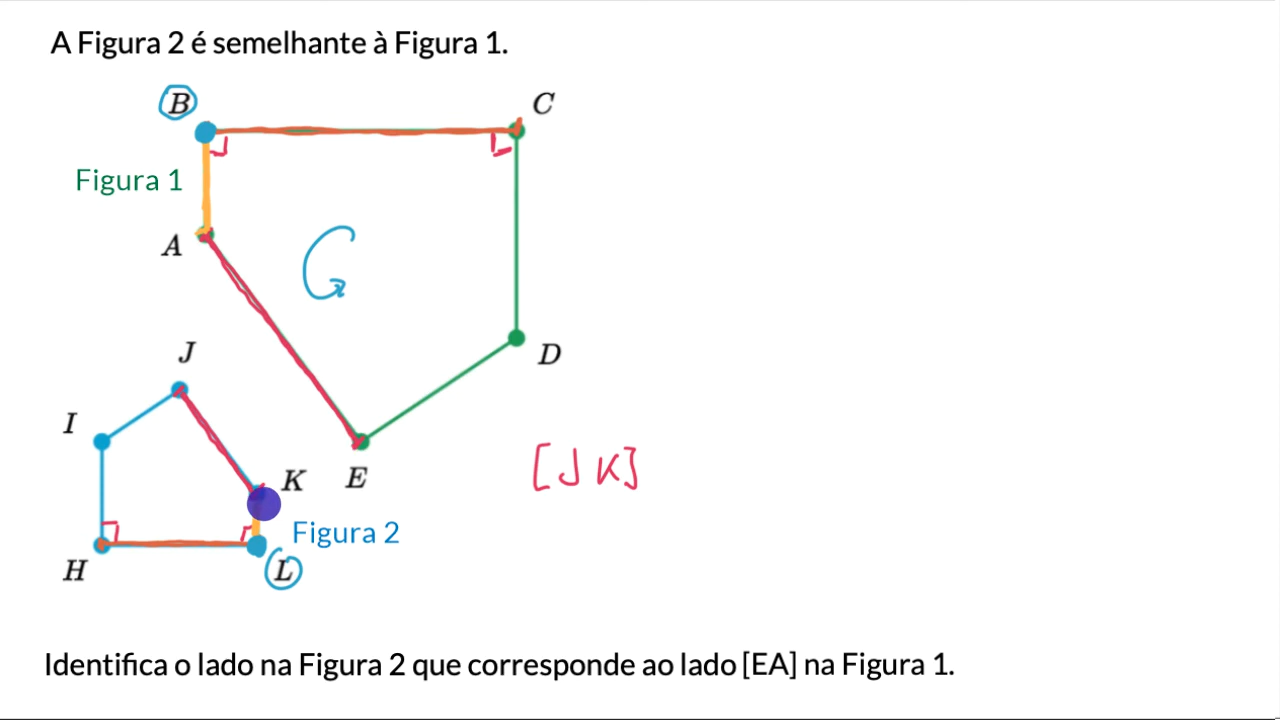 A Figura 2 é semelhante à Figura 1.
B
C
Figura 1
A
J
D
I
[JK]
K
E
Figura 2
H
L
Identifica o lado na Figura 2 que corresponde ao lado [EA] na Figura 1.